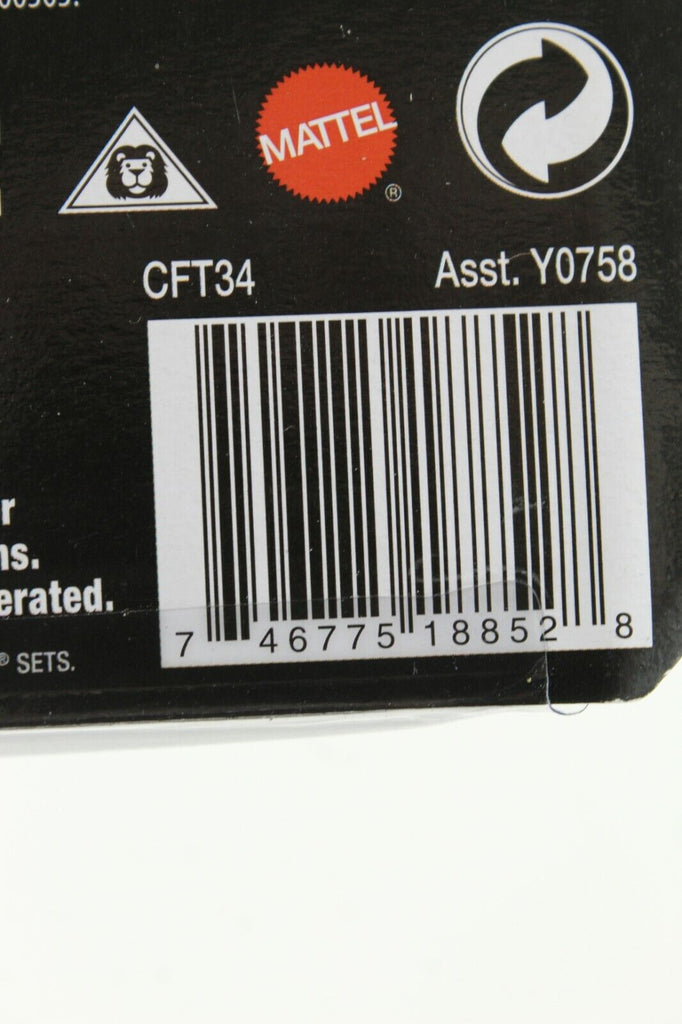 MATTEL
®
CFT34 Asst. Y0758
r
ns.
erated.
® SETS.
7 46775 18852 8